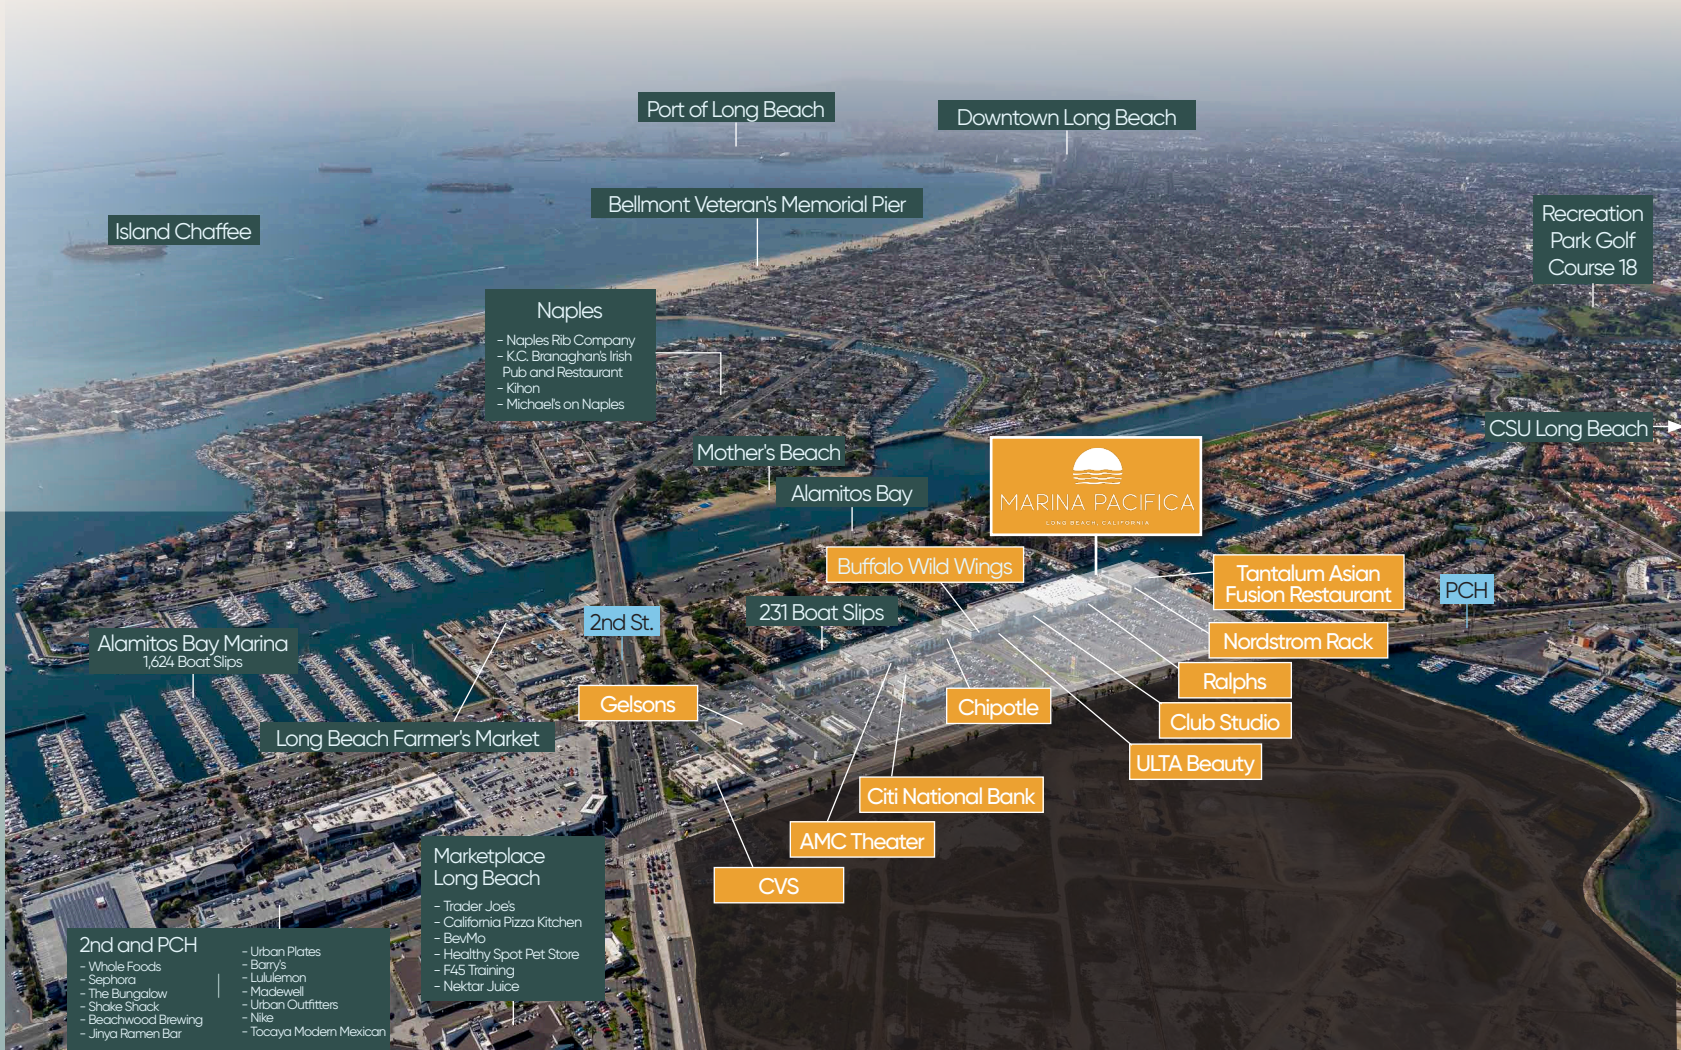 Port of Long Beach
Downtown Long Beach
Bellmont Veteran's Memorial Pier
Island Chaffee
Recreation
Park Golf
Course 18
Naples
- Naples Rib Company
- K.C. Branaghan's Irish
Pub and Restaurant
- Kihon
- Michael's on Naples
CSU Long Beach
Mother's Beach
Alamitos Bay
MARINA PACIFICA
LONG BEACH, CALIFORNIA
Buffalo Wild Wings
Tantalum Asian
Fusion Restaurant
PCH
231 Boat Slips
2nd St.
Nordstrom Rack
Alamitos Bay Marina
1,624 Boat Slips
Ralphs
Gelsons
Chipotle
Club Studio
Long Beach Farmer's Market
ULTA Beauty
Citi National Bank
AMC Theater
CVS
Marketplace
Long Beach
- Trader Joe's
- California Pizza Kitchen
- BevMo
- Healthy Spot Pet Store
- F45 Training
- Nektar Juice
2nd and PCH
- Whole Foods
- Sephora
- The Bungalow
- Shake Shack
- Beachwood Brewing
- Jinya Ramen Bar
- Urban Plates
- Barry's
- Lululemon
- Madewell
- Urban Outfitters
- Nike
- Tocaya Modern Mexican